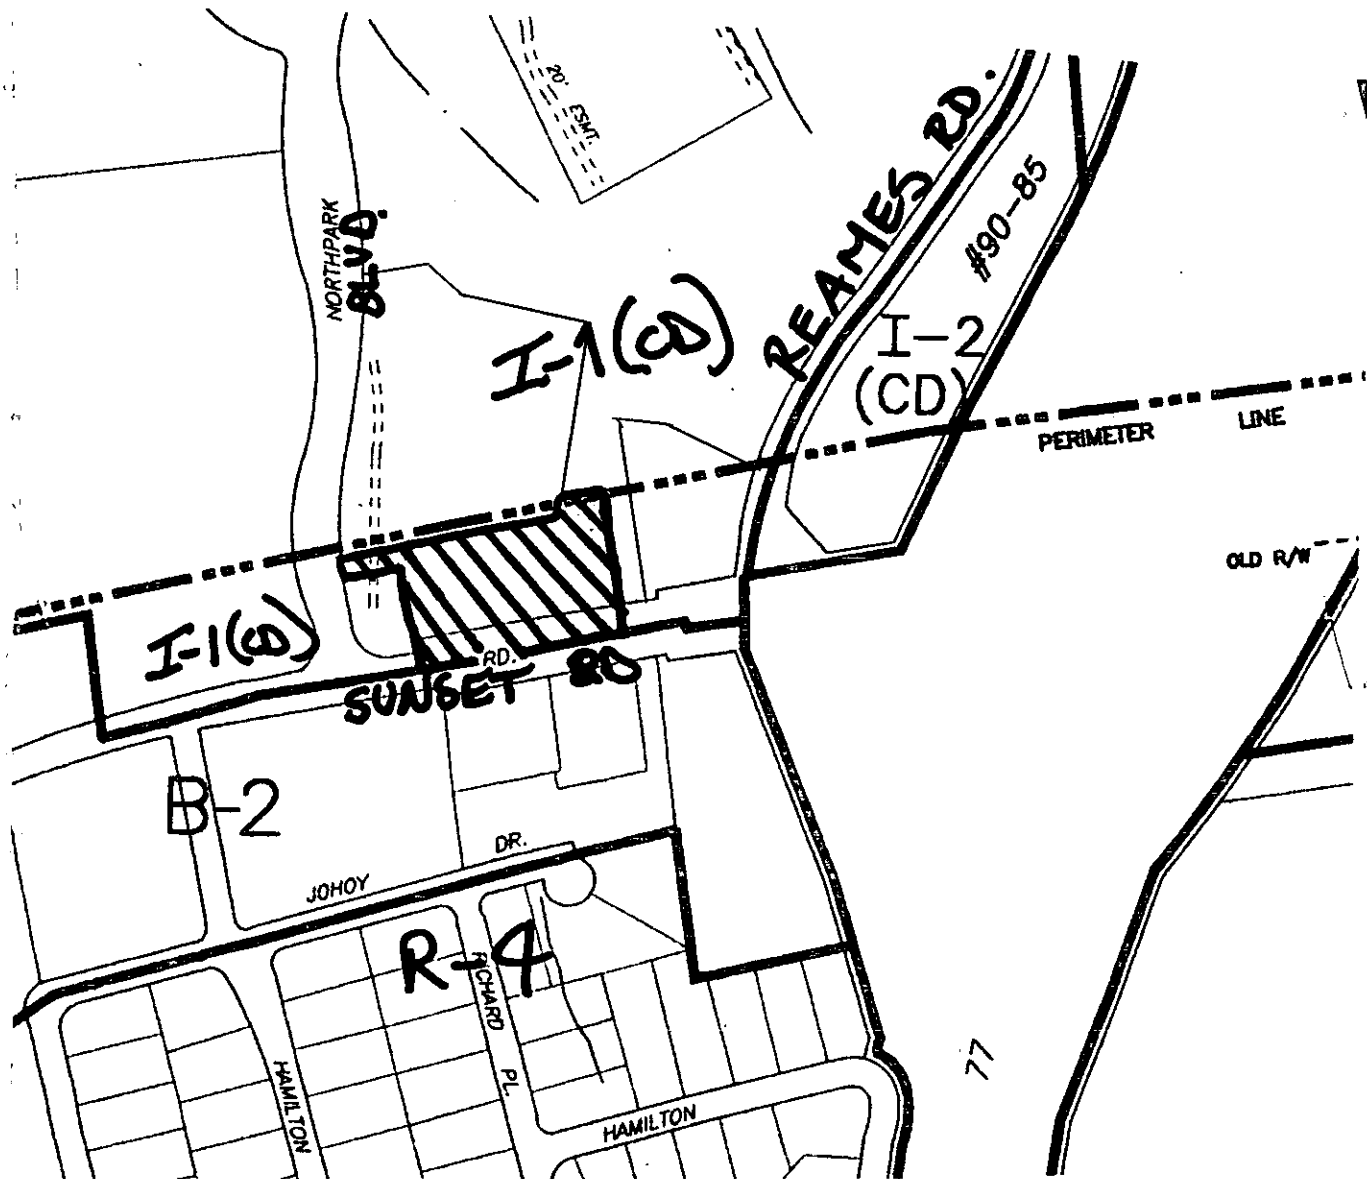 20' ESMT.
REAMES RD.
#90-85
NORTHPARK
BLVD.
I-1(CD)
I-2
(CD)
PERIMETER LINE
OLD R/W
I-1(CD)
RD.
SUNSET RD
B-2
JOHOY DR.
R-4
RICHARD PL.
HAMILTON
HAMILTON
77